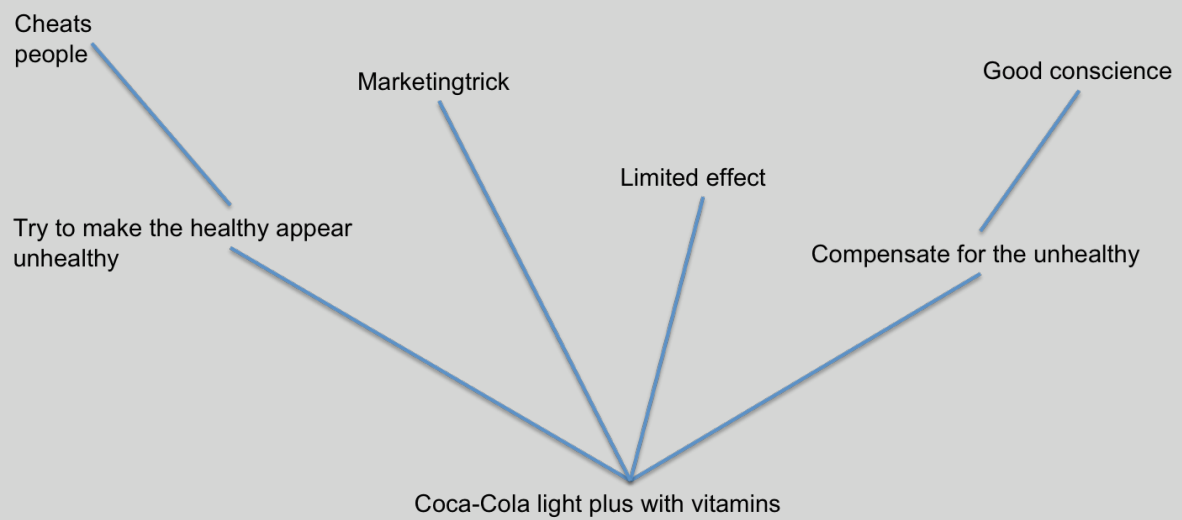 Cheats
people
Marketingtrick
Good conscience
Limited effect
Try to make the healthy appear
unhealthy
Compensate for the unhealthy
Coca-Cola light plus with vitamins